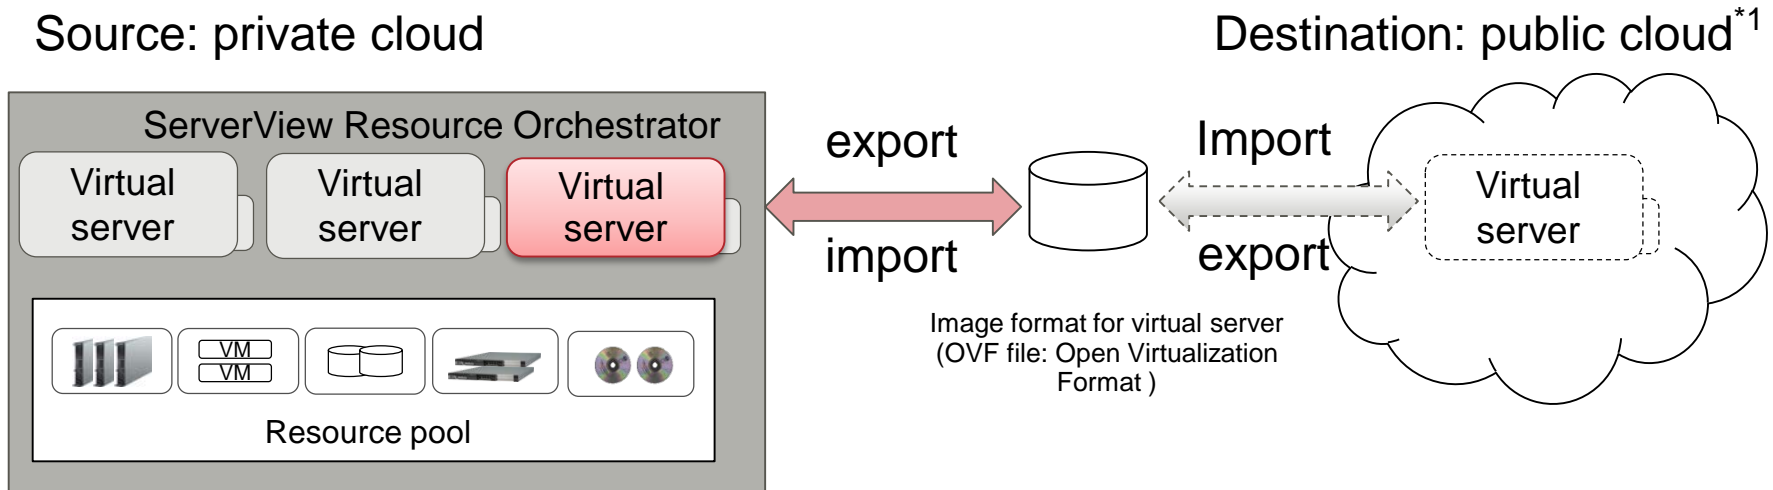 Source: private cloud
Destination: public cloud*1
ServerView Resource Orchestrator
Virtual
server
Virtual
server
Virtual
server
export
import
Import
export
Virtual
server
Image format for virtual server
(OVF file: Open Virtualization
Format )
VM
VM
Resource pool